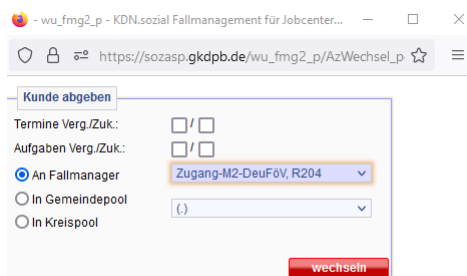 - wu_fmg2_p - KDN.sozial Fallmanagement für Jobcenter...
https://sozasp.gkdpb.de/wu_fmg2_p/AzWechsel_p
Kunde abgeben
Termine Verg./Zuk.: /
Aufgaben Verg./Zuk.: /
An Fallmanager Zugang-M2-DeuFöV, R204
In Gemeindepool (.)
In Kreispool
wechseln